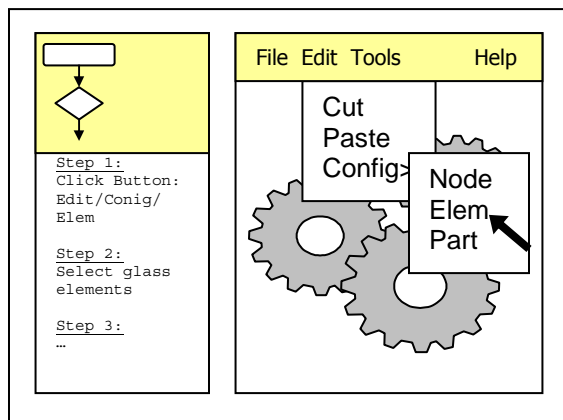 Step 1:
Click Button:
Edit/Conig/
Elem
Step 2:
Select glass
elements
Step 3:
…
File Edit Tools Help
Cut
Paste
Config>
Node
Elem
Part